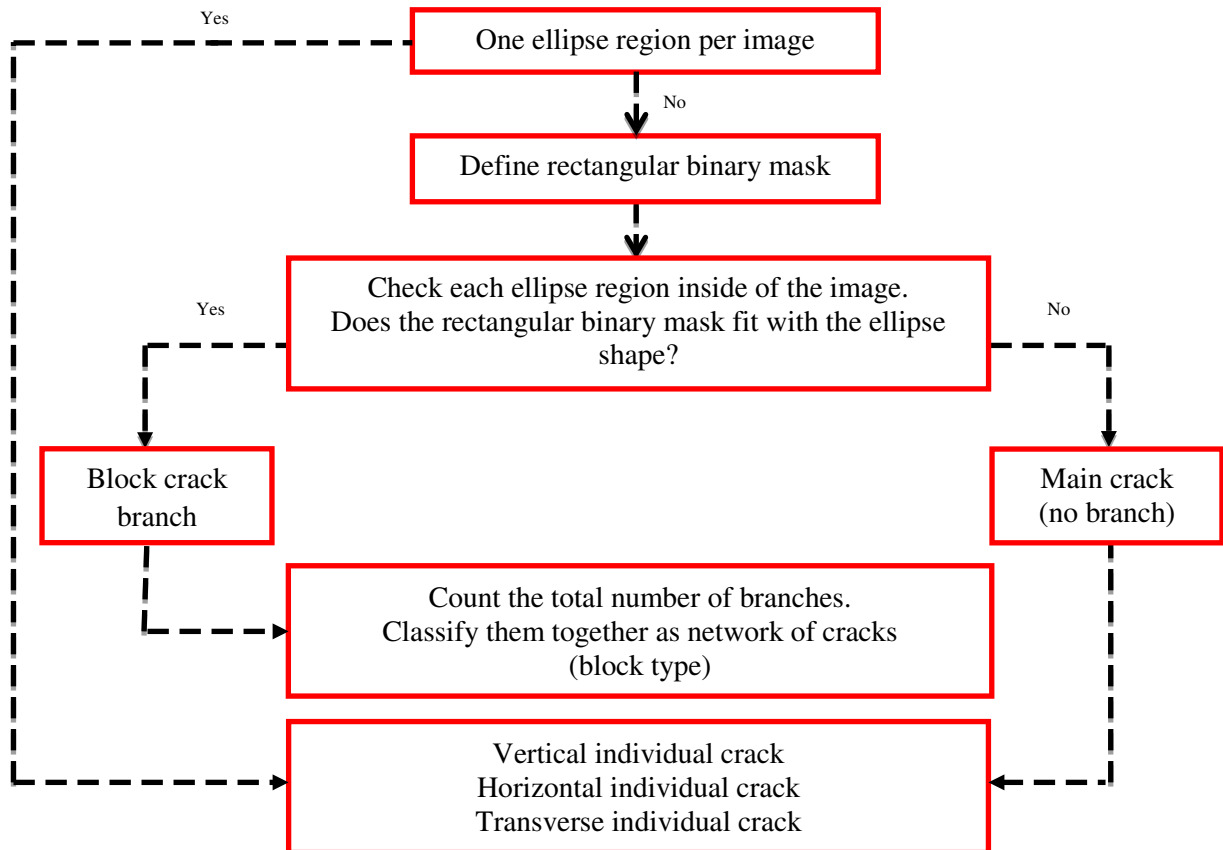 Yes
One ellipse region per image
No
Define rectangular binary mask
Check each ellipse region inside of the image.
Does the rectangular binary mask fit with the ellipse
shape?
Yes
No
Block crack
branch
Main crack
(no branch)
Count the total number of branches.
Classify them together as network of cracks
(block type)
Vertical individual crack
Horizontal individual crack
Transverse individual crack